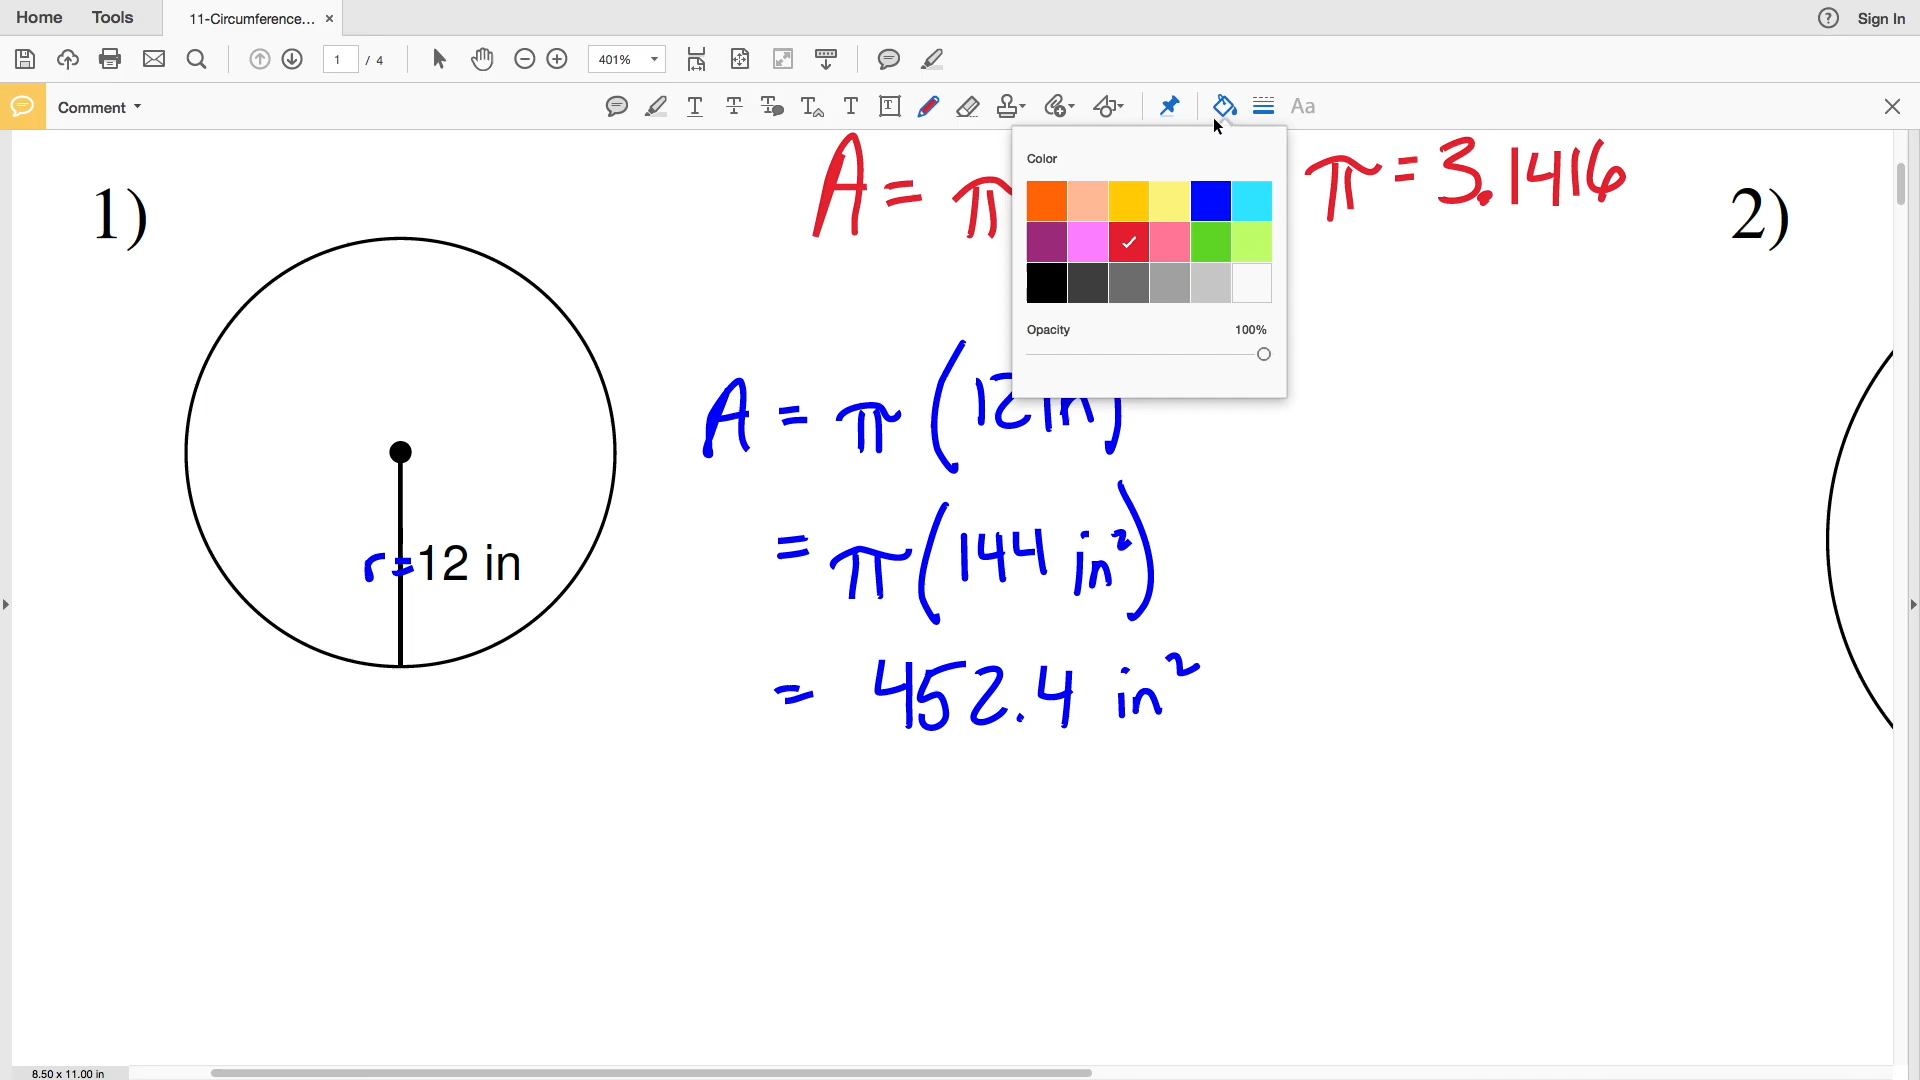 Home Tools 11-Circumference... × ? Sign In
1 / 4 401%
Comment T T T T T T Aa
Color
Opacity 100%
1)
A = π
π = 3.1416
2)
A = π (12 in)
= π(144 in²)
r=12 in
= 452.4 in²
8.50 x 11.00 in